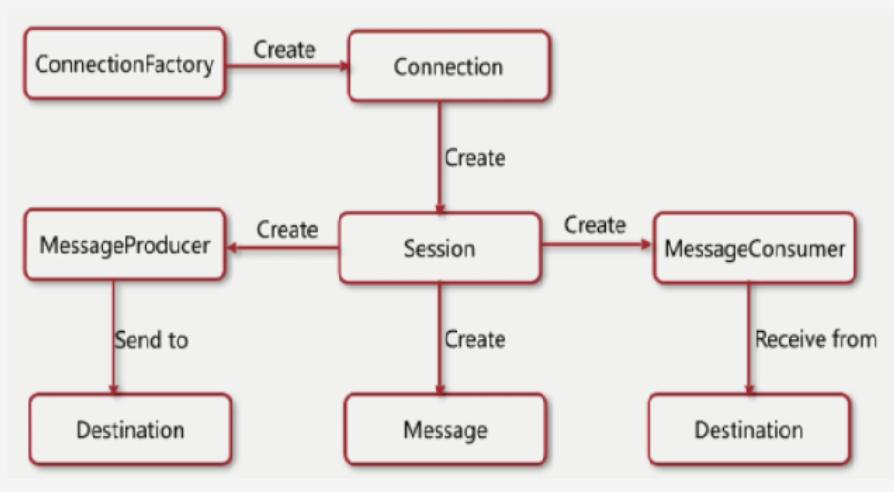 ConnectionFactory
Create
Connection
Create
MessageProducer
Create
Session
Create
MessageConsumer
Send to
Create
Receive from
Destination
Message
Destination